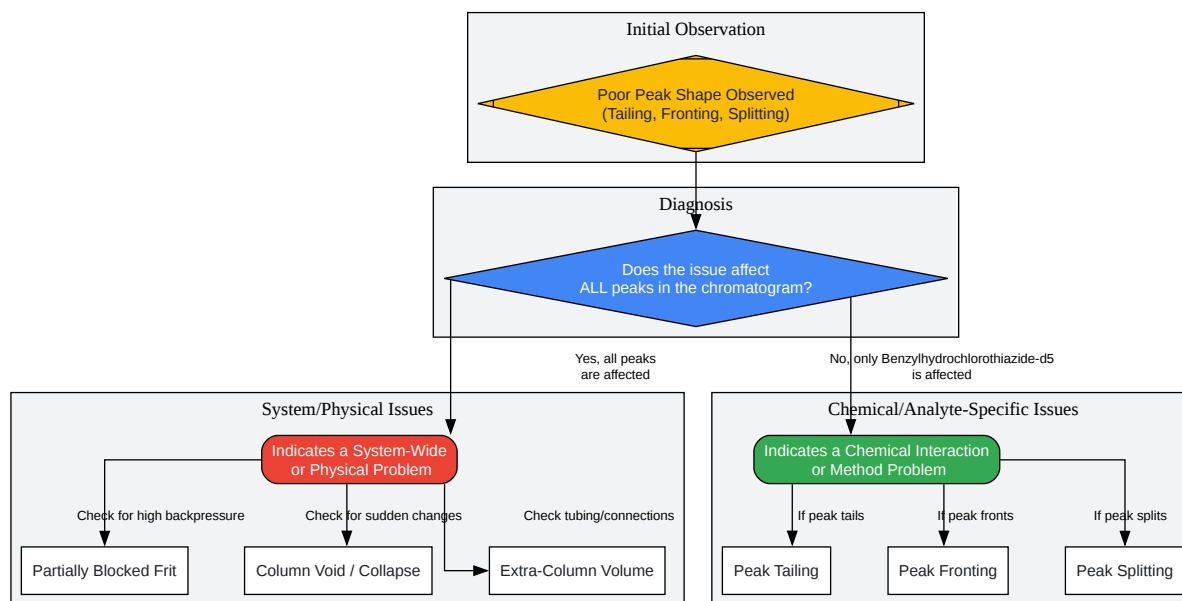 Initial Observation
Poor Peak Shape Observed
(Tailing, Fronting, Splitting)
Diagnosis
Does the issue affect
ALL peaks in the chromatogram?
Yes, all peaks
are affected
No, only Benzylhydrochlorothiazide-d5
is affected
System/Physical Issues
Indicates a System-Wide
or Physical Problem
Check for high backpressure
Check for sudden changes
Check tubing/connections
Partially Blocked Frit
Column Void / Collapse
Extra-Column Volume
Chemical/Analyte-Specific Issues
Indicates a Chemical Interaction
or Method Problem
If peak tails
If peak fronts
If peak splits
Peak Tailing
Peak Fronting
Peak Splitting